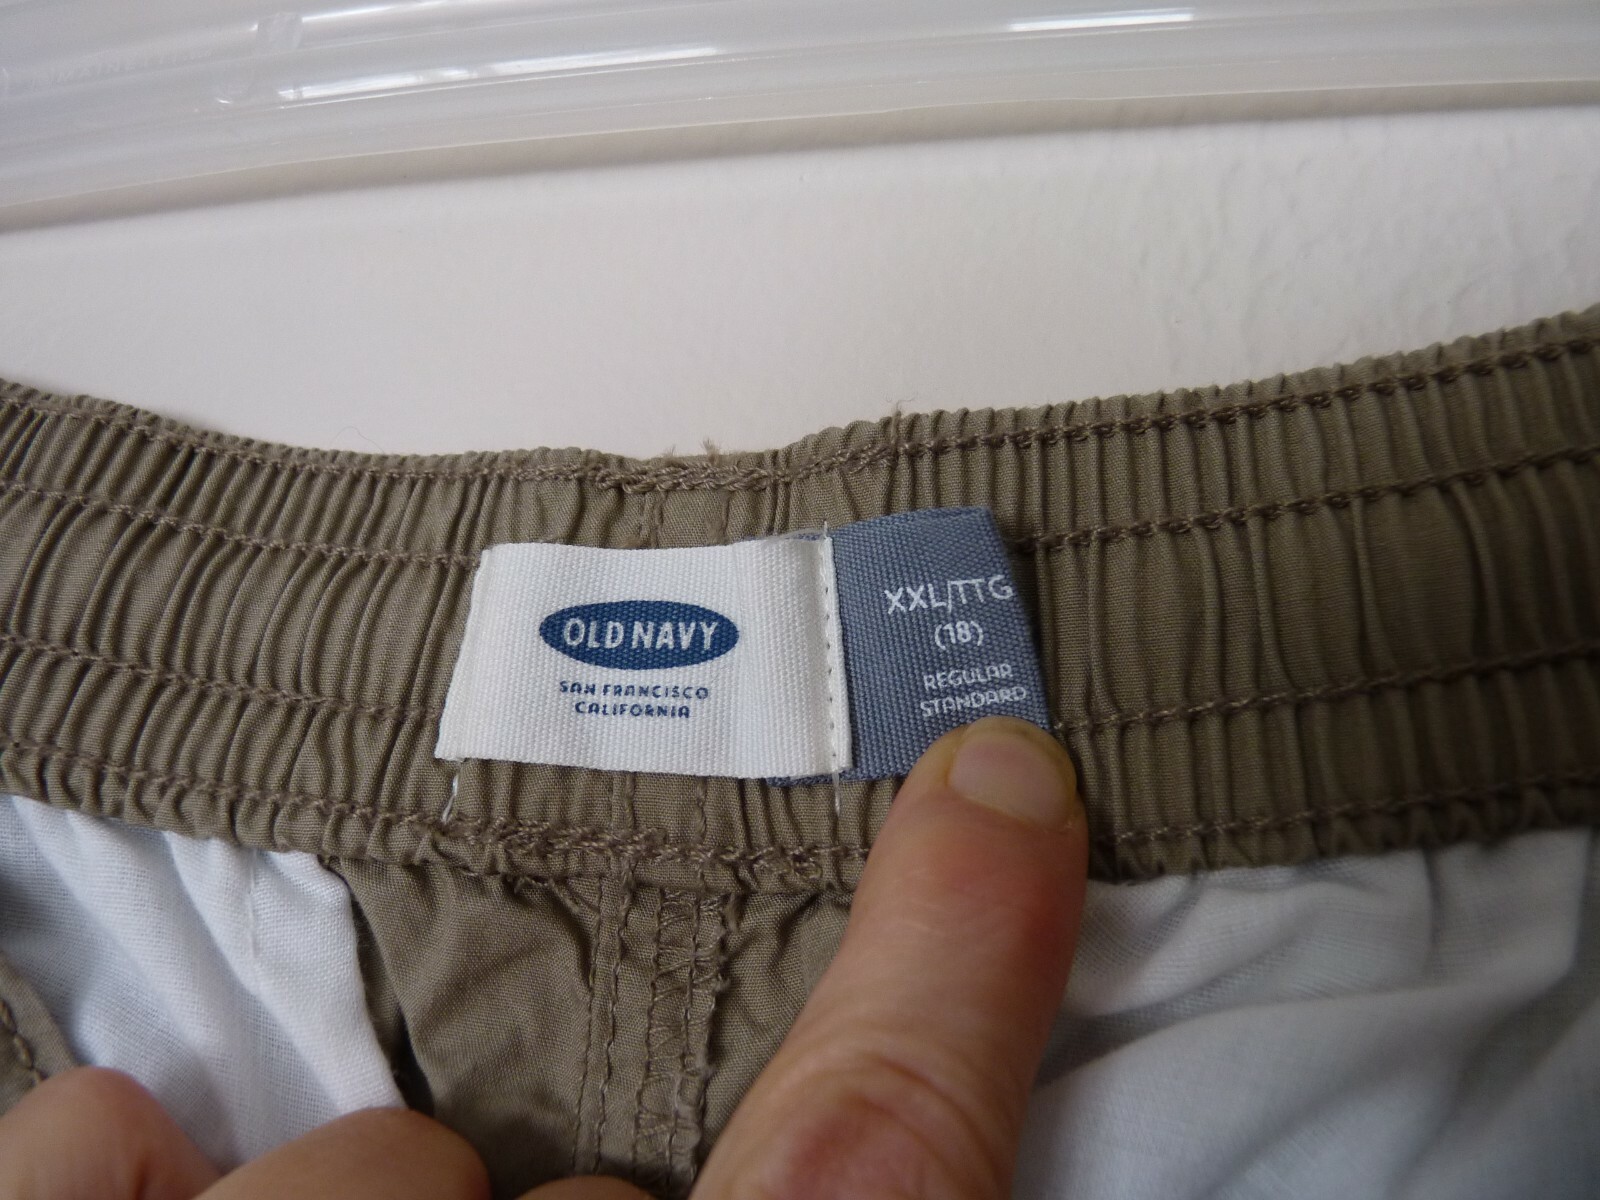 OLD NAVY
SAN FRANCISCO
CALIFORNIA
XXL/TTG
(18)
REGULAR
STANDARD